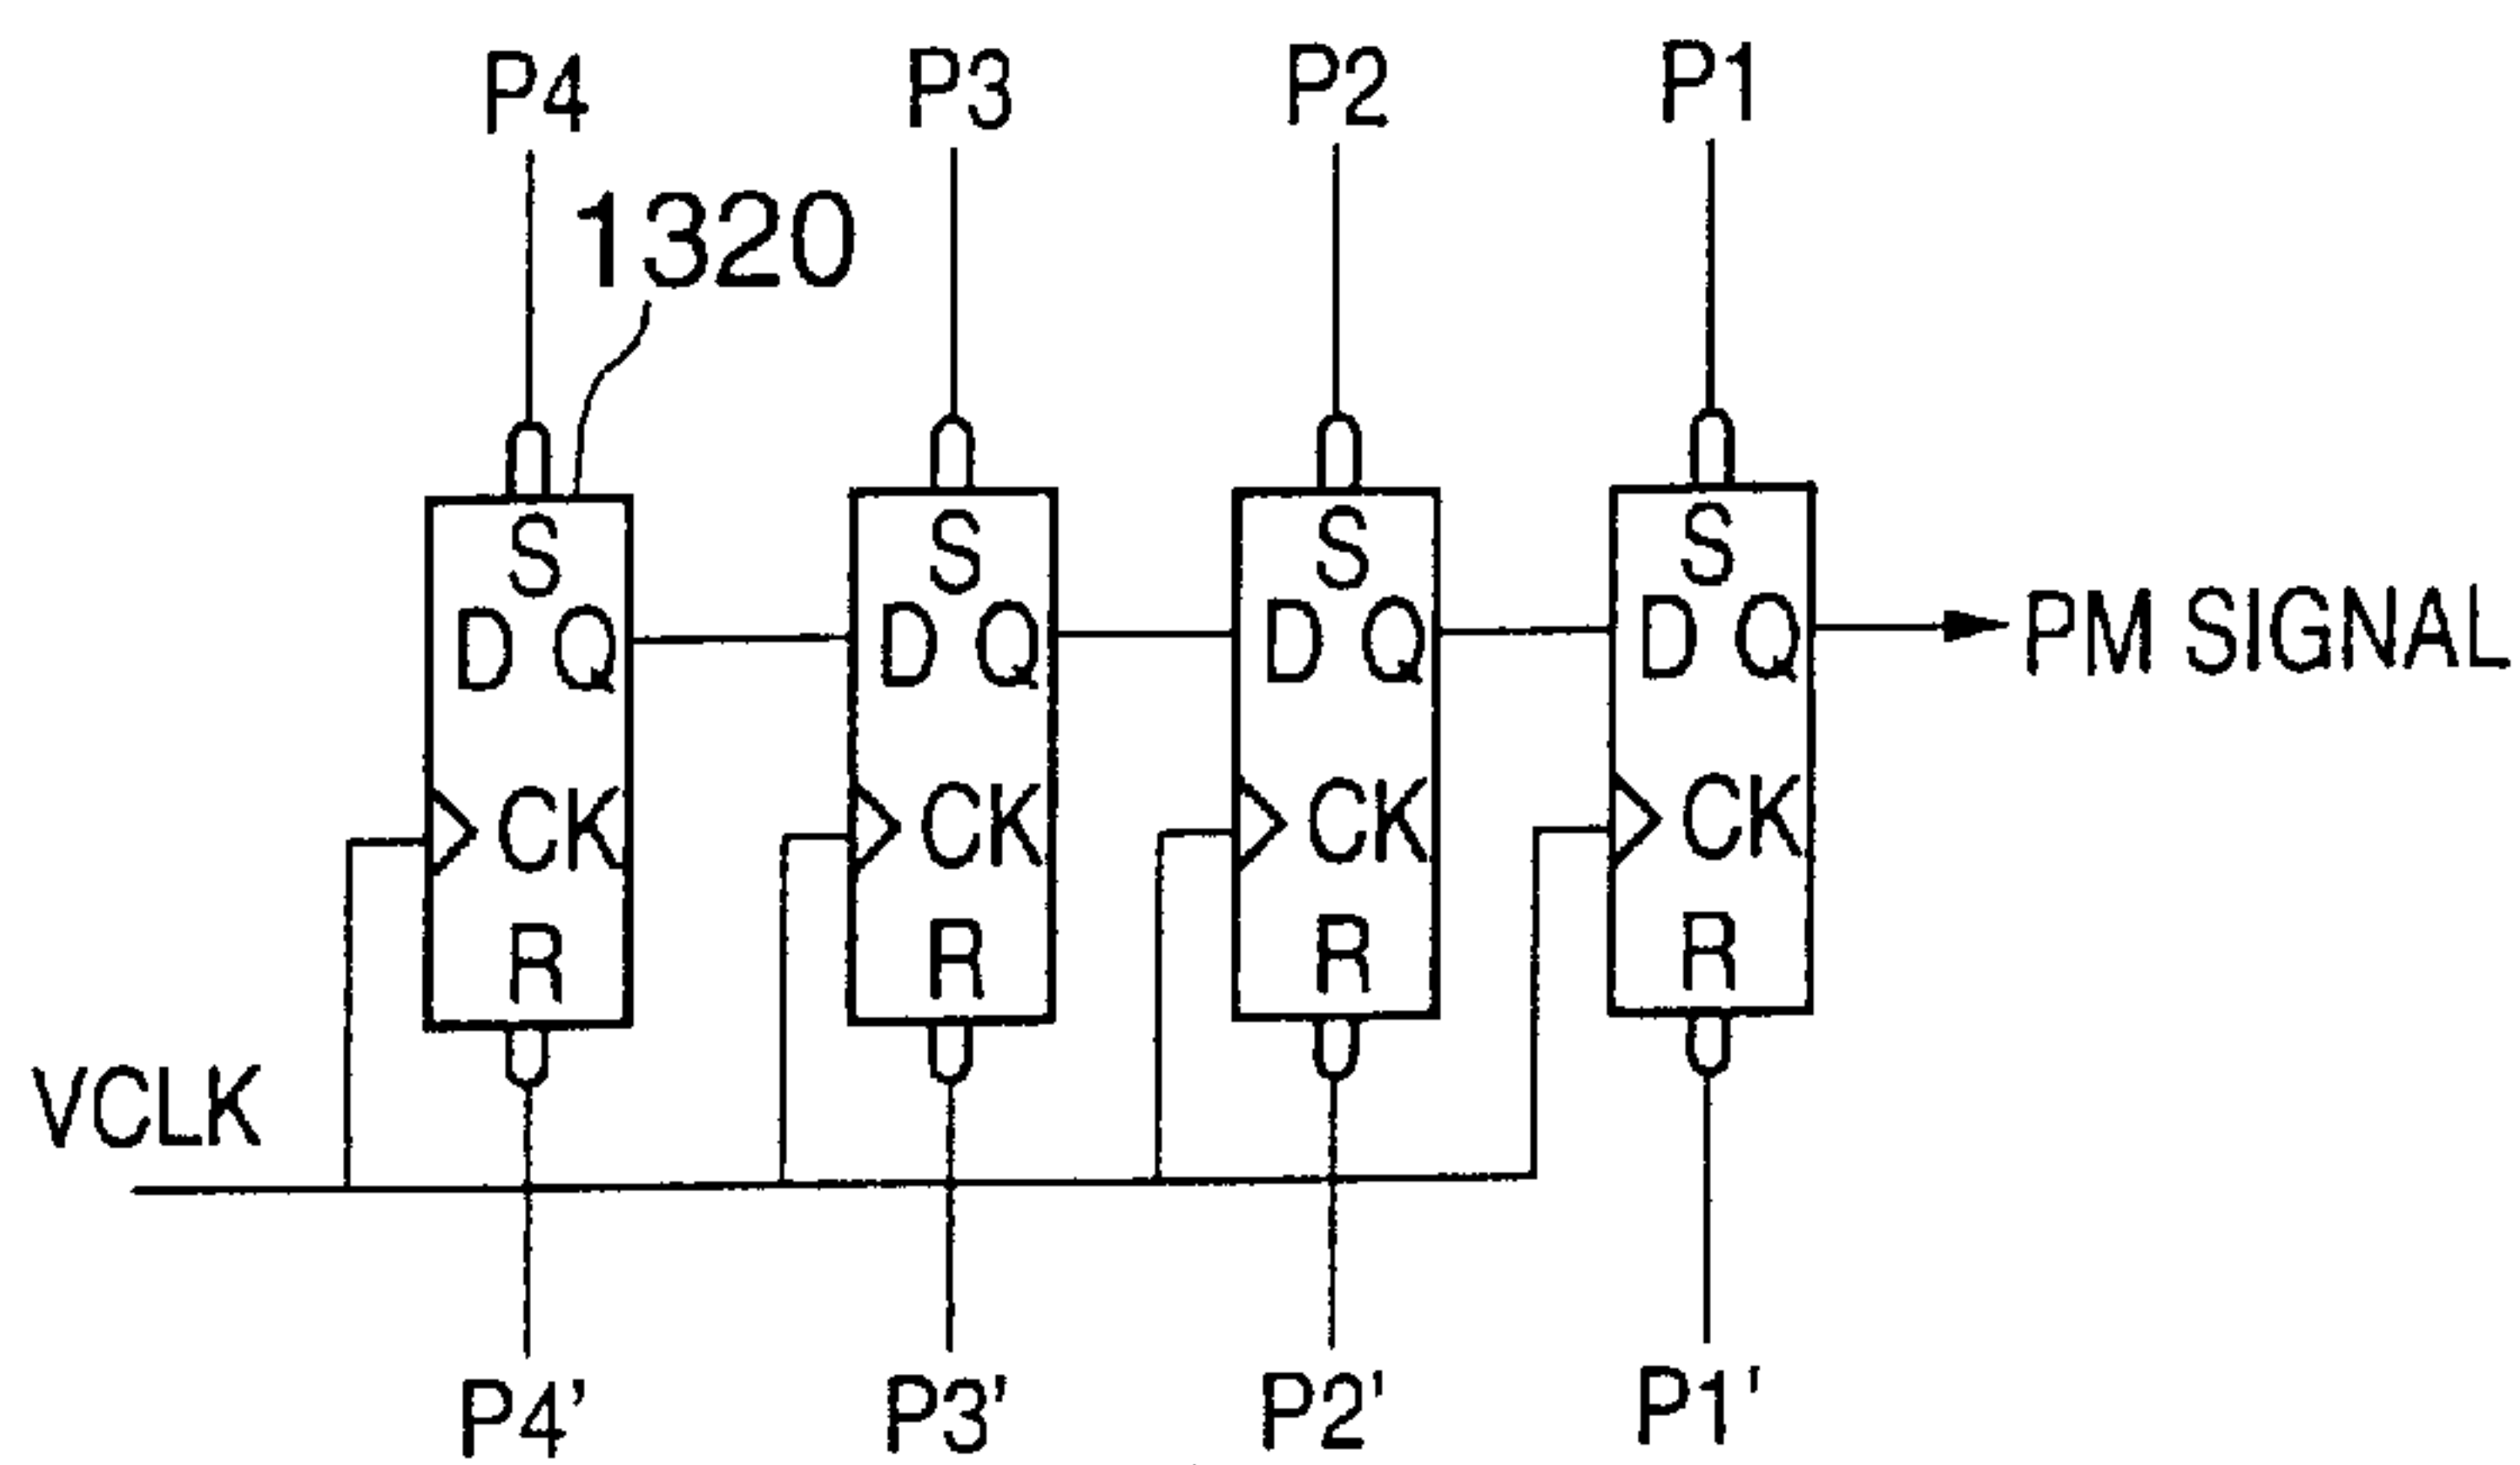 P4 P3 P2 P1
1320
S S S S
D Q D Q D Q D Q PM SIGNAL
CK CK CK CK
R R R R
VCLK
P4' P3' P2' P1'